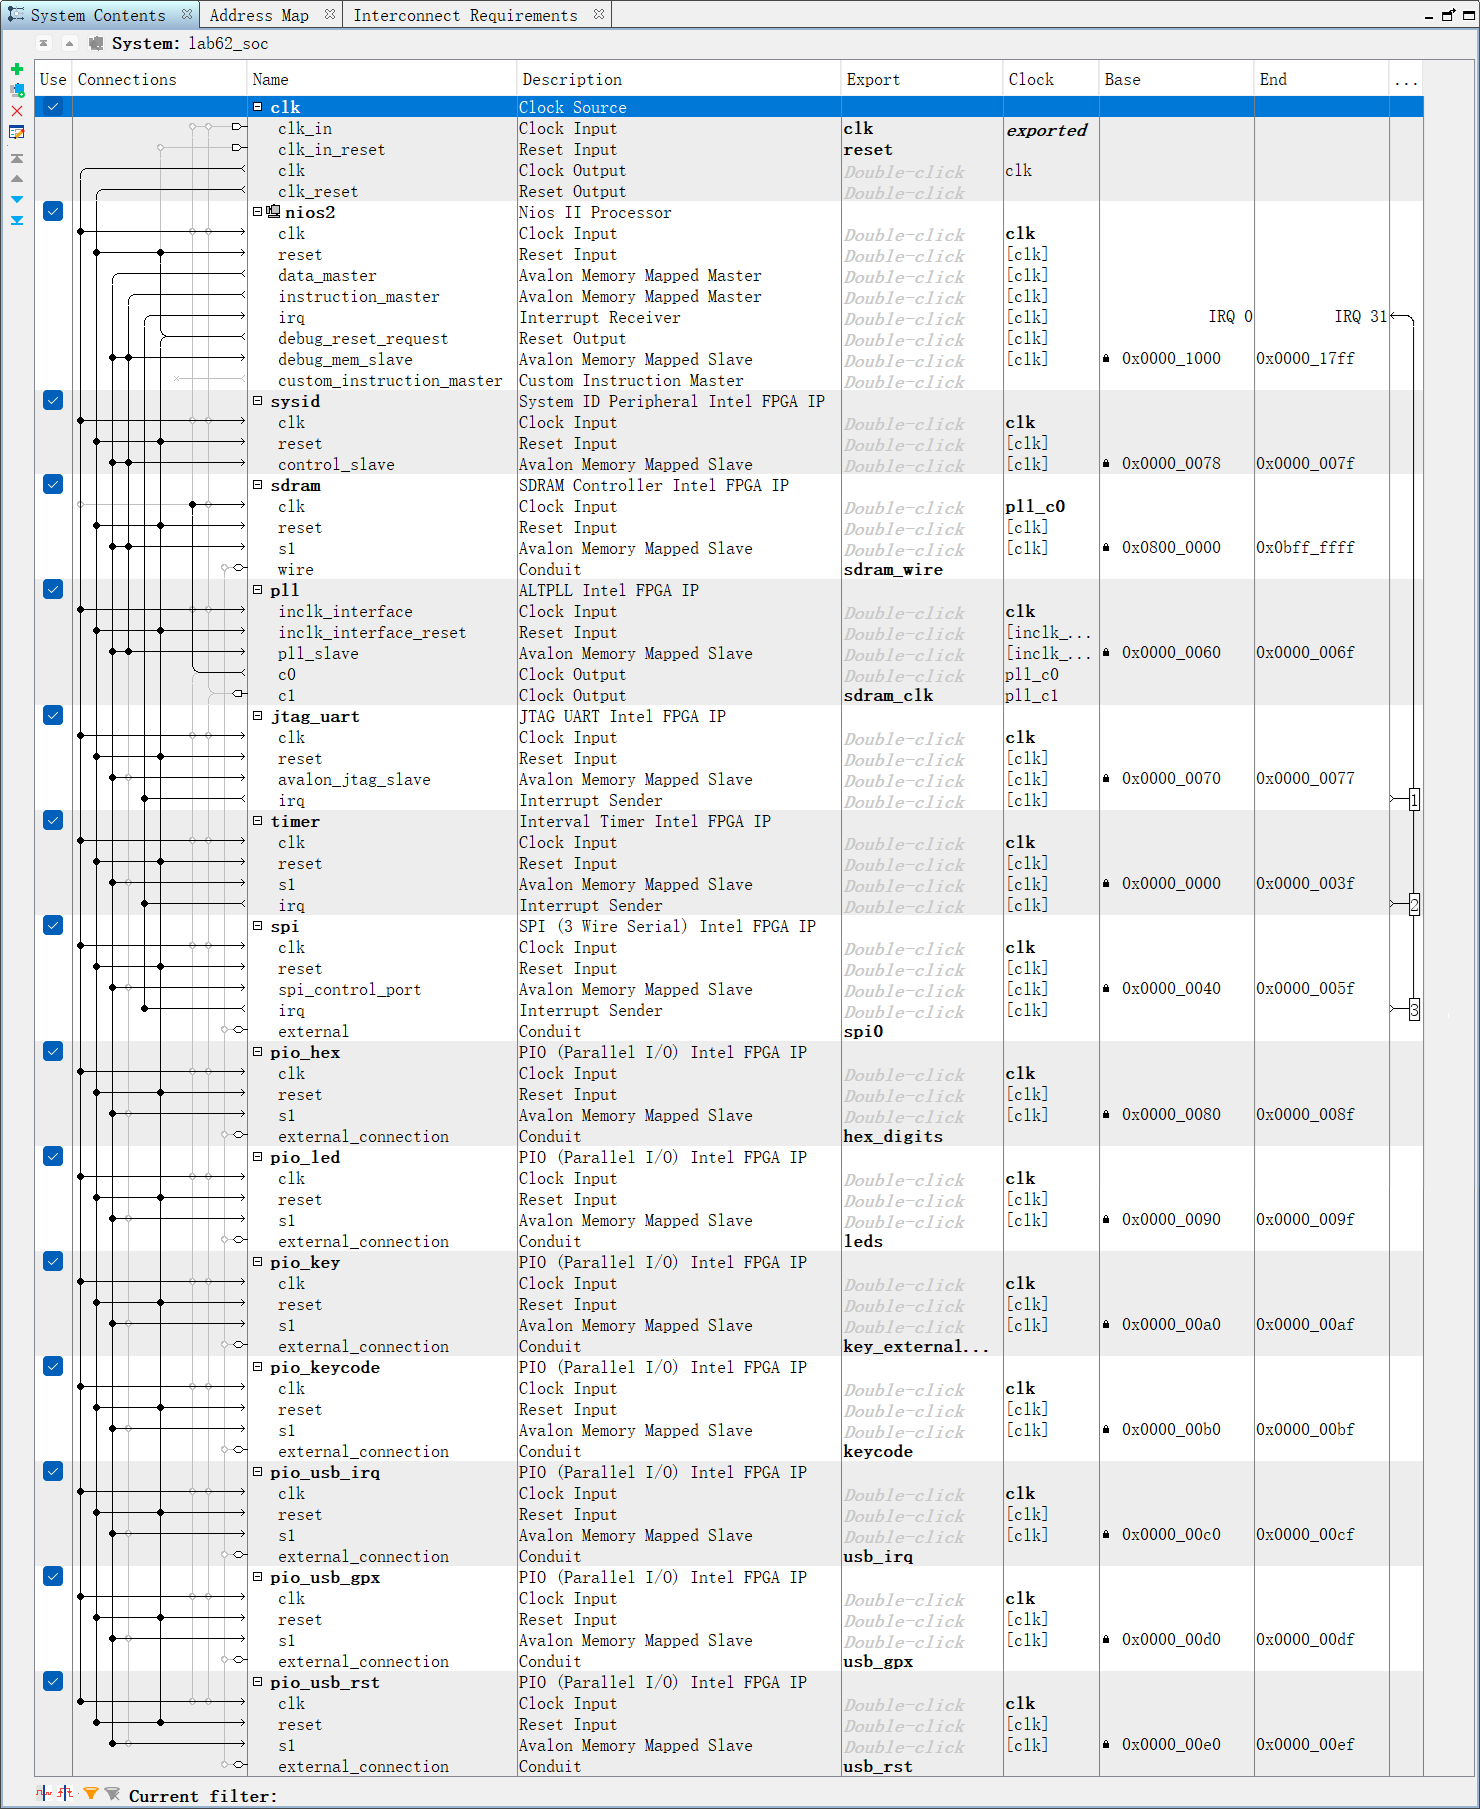 System Contents Address Map Interconnect Requirements
System: lab62_soc
Use Connections Name Description Export Clock Base End ...
clk Clock Source
clk_in Clock Input clk exported
clk_in_reset Reset Input reset
clk Clock Output Double-click clk
clk_reset Reset Output Double-click
nios2 Nios II Processor
clk Clock Input Double-click clk
reset Reset Input Double-click [clk]
data_master Avalon Memory Mapped Master Double-click [clk]
instruction_master Avalon Memory Mapped Master Double-click [clk]
irq Interrupt Receiver Double-click [clk] IRQ 0 IRQ 31
debug_reset_request Reset Output Double-click [clk]
debug_mem_slave Avalon Memory Mapped Slave Double-click [clk] 0x0000_1000 0x0000_17ff
custom_instruction_master Custom Instruction Master Double-click
sysid System ID Peripheral Intel FPGA IP
clk Clock Input Double-click clk
reset Reset Input Double-click [clk]
control_slave Avalon Memory Mapped Slave Double-click [clk] 0x0000_0078 0x0000_007f
sdram SDRAM Controller Intel FPGA IP
clk Clock Input Double-click pll_c0
reset Reset Input Double-click [clk]
s1 Avalon Memory Mapped Slave Double-click [clk] 0x0800_0000 0x0bff_ffff
wire Conduit sdram_wire
pll ALTPLL Intel FPGA IP
inclk_interface Clock Input Double-click clk
inclk_interface_reset Reset Input Double-click [inclk_...
pll_slave Avalon Memory Mapped Slave Double-click [inclk_... 0x0000_0060 0x0000_006f
c0 Clock Output Double-click pll_c0
c1 Clock Output sdram_clk pll_c1
jtag_uart JTAG UART Intel FPGA IP
clk Clock Input Double-click clk
reset Reset Input Double-click [clk]
avalon_jtag_slave Avalon Memory Mapped Slave Double-click [clk] 0x0000_0070 0x0000_0077
irq Interrupt Sender Double-click [clk] 1
timer Interval Timer Intel FPGA IP
clk Clock Input Double-click clk
reset Reset Input Double-click [clk]
s1 Avalon Memory Mapped Slave Double-click [clk] 0x0000_0000 0x0000_003f
irq Interrupt Sender Double-click [clk] 2
spi SPI (3 Wire Serial) Intel FPGA IP
clk Clock Input Double-click clk
reset Reset Input Double-click [clk]
spi_control_port Avalon Memory Mapped Slave Double-click [clk] 0x0000_0040 0x0000_005f
irq Interrupt Sender Double-click [clk] 3
external Conduit spi0
pio_hex PIO (Parallel I/O) Intel FPGA IP
clk Clock Input Double-click clk
reset Reset Input Double-click [clk]
s1 Avalon Memory Mapped Slave Double-click [clk] 0x0000_0080 0x0000_008f
external_connection Conduit hex_digits
pio_led PIO (Parallel I/O) Intel FPGA IP
clk Clock Input Double-click clk
reset Reset Input Double-click [clk]
s1 Avalon Memory Mapped Slave Double-click [clk] 0x0000_0090 0x0000_009f
external_connection Conduit leds
pio_key PIO (Parallel I/O) Intel FPGA IP
clk Clock Input Double-click clk
reset Reset Input Double-click [clk]
s1 Avalon Memory Mapped Slave Double-click [clk] 0x0000_00a0 0x0000_00af
external_connection Conduit key_external...
pio_keycode PIO (Parallel I/O) Intel FPGA IP
clk Clock Input Double-click clk
reset Reset Input Double-click [clk]
s1 Avalon Memory Mapped Slave Double-click [clk] 0x0000_00b0 0x0000_00bf
external_connection Conduit keycode
pio_usb_irq PIO (Parallel I/O) Intel FPGA IP
clk Clock Input Double-click clk
reset Reset Input Double-click [clk]
s1 Avalon Memory Mapped Slave Double-click [clk] 0x0000_00c0 0x0000_00cf
external_connection Conduit usb_irq
pio_usb_gpx PIO (Parallel I/O) Intel FPGA IP
clk Clock Input Double-click clk
reset Reset Input Double-click [clk]
s1 Avalon Memory Mapped Slave Double-click [clk] 0x0000_00d0 0x0000_00df
external_connection Conduit usb_gpx
pio_usb_rst PIO (Parallel I/O) Intel FPGA IP
clk Clock Input Double-click clk
reset Reset Input Double-click [clk]
s1 Avalon Memory Mapped Slave Double-click [clk] 0x0000_00e0 0x0000_00ef
external_connection Conduit usb_rst
Current filter: